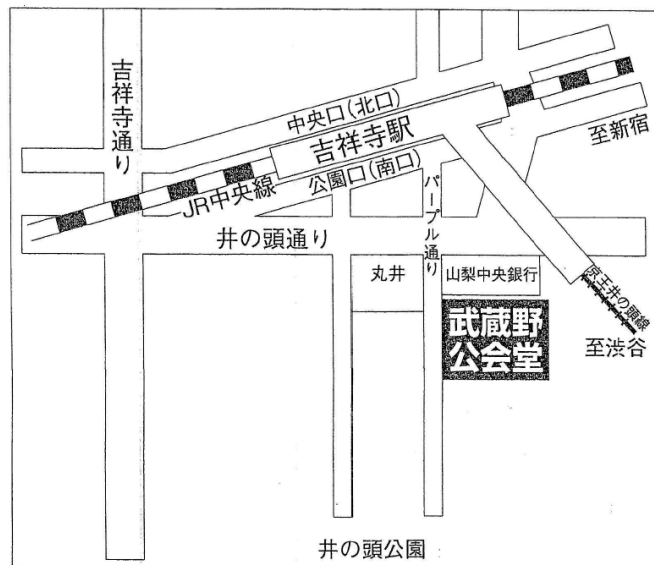 吉祥寺通り
中央口(北口)
吉祥寺駅
公園口(南口)
至新宿
JR中央線
井の頭通り
パープル通り
丸井
山梨中央銀行
京王井の頭線
至渋谷
武蔵野
公会堂
井の頭公園